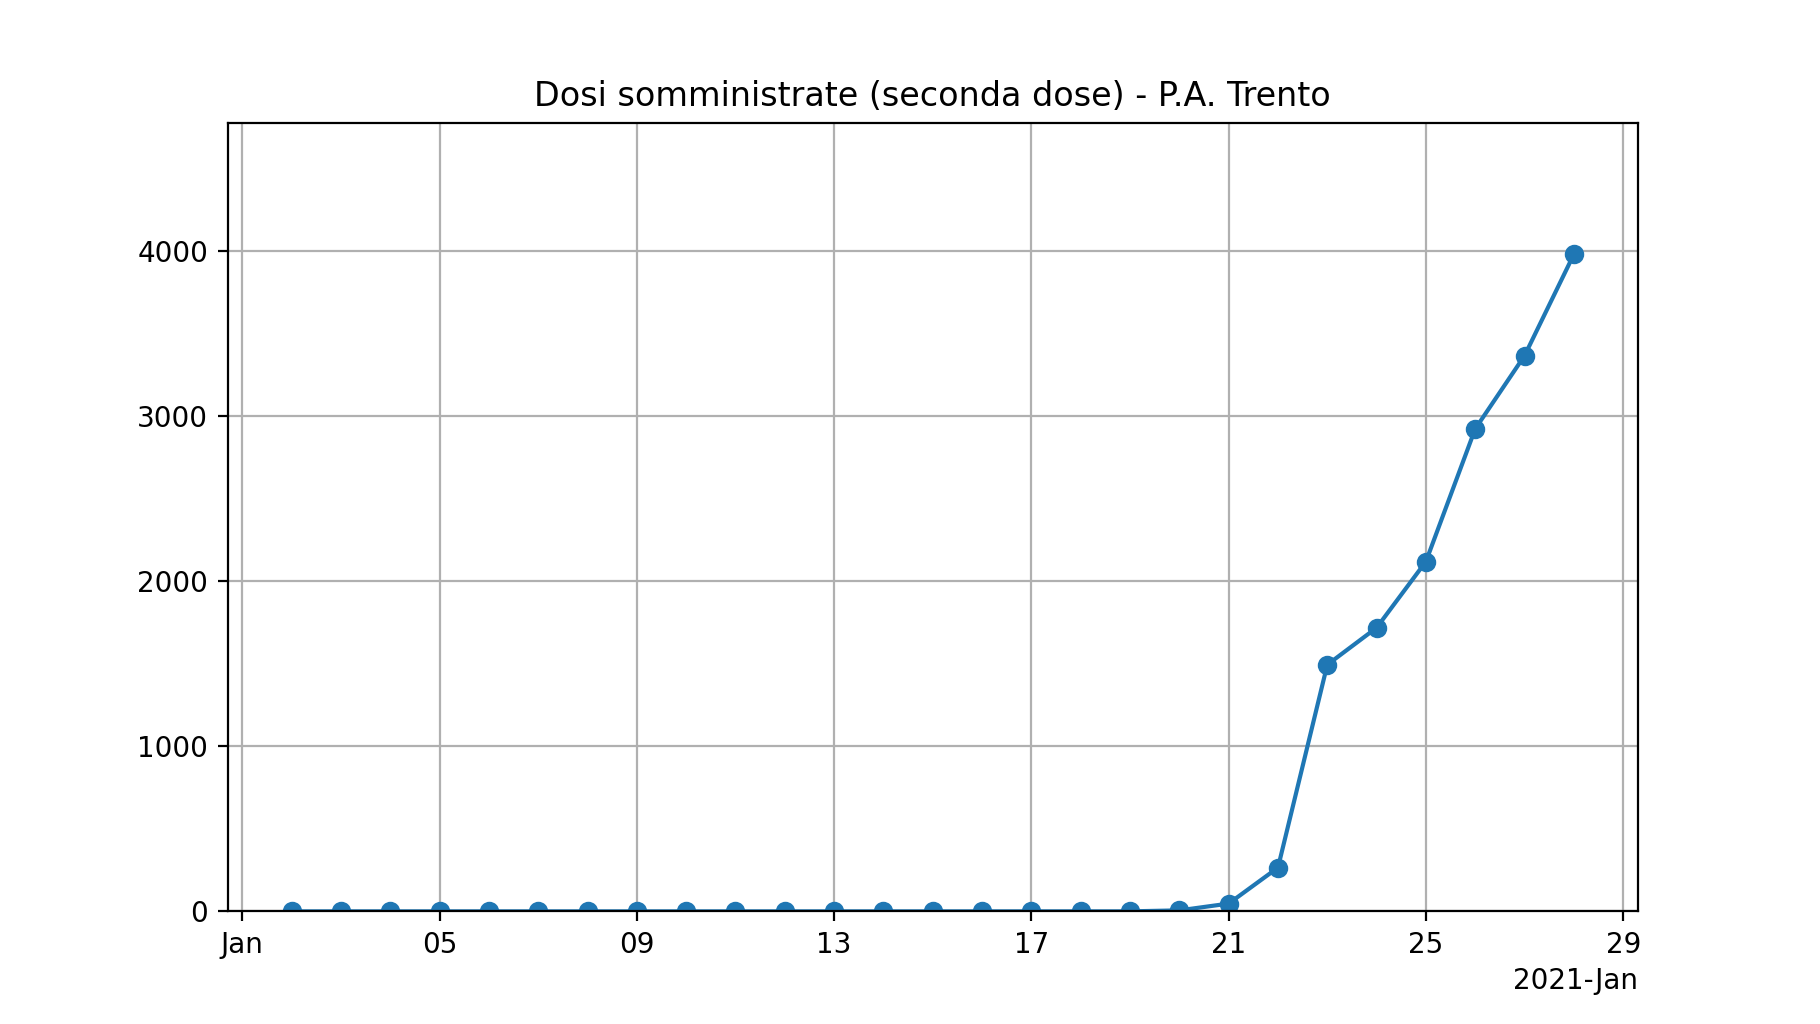 Dosi somministrate (seconda dose) - P.A. Trento
4000
3000
2000
1000
0
Jan 05 09 13 17 21 25 29
2021-Jan